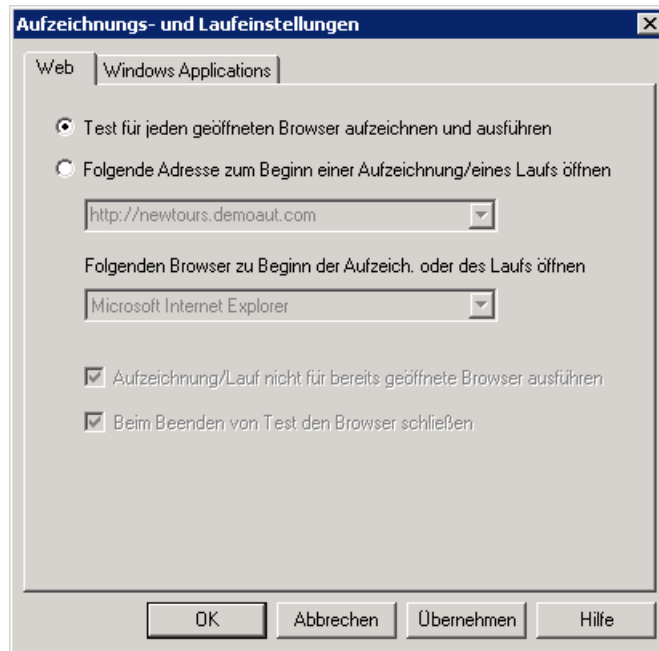 Aufzeichnungs- und Laufeinstellungen
Web Windows Applications
Test für jeden geöffneten Browser aufzeichnen und ausführen
Folgende Adresse zum Beginn einer Aufzeichnung/eines Laufs öffnen
http://newtours.demoaut.com
Folgenden Browser zu Beginn der Aufzeich. oder des Laufs öffnen
Microsoft Internet Explorer
Aufzeichnung/Lauf nicht für bereits geöffnete Browser ausführen
Beim Beenden von Test den Browser schließen
OK Abbrechen Übernehmen Hilfe